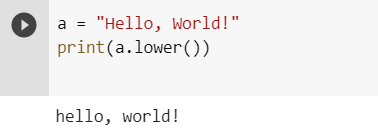 a = "Hello, World!"
print(a.lower())
hello, world!